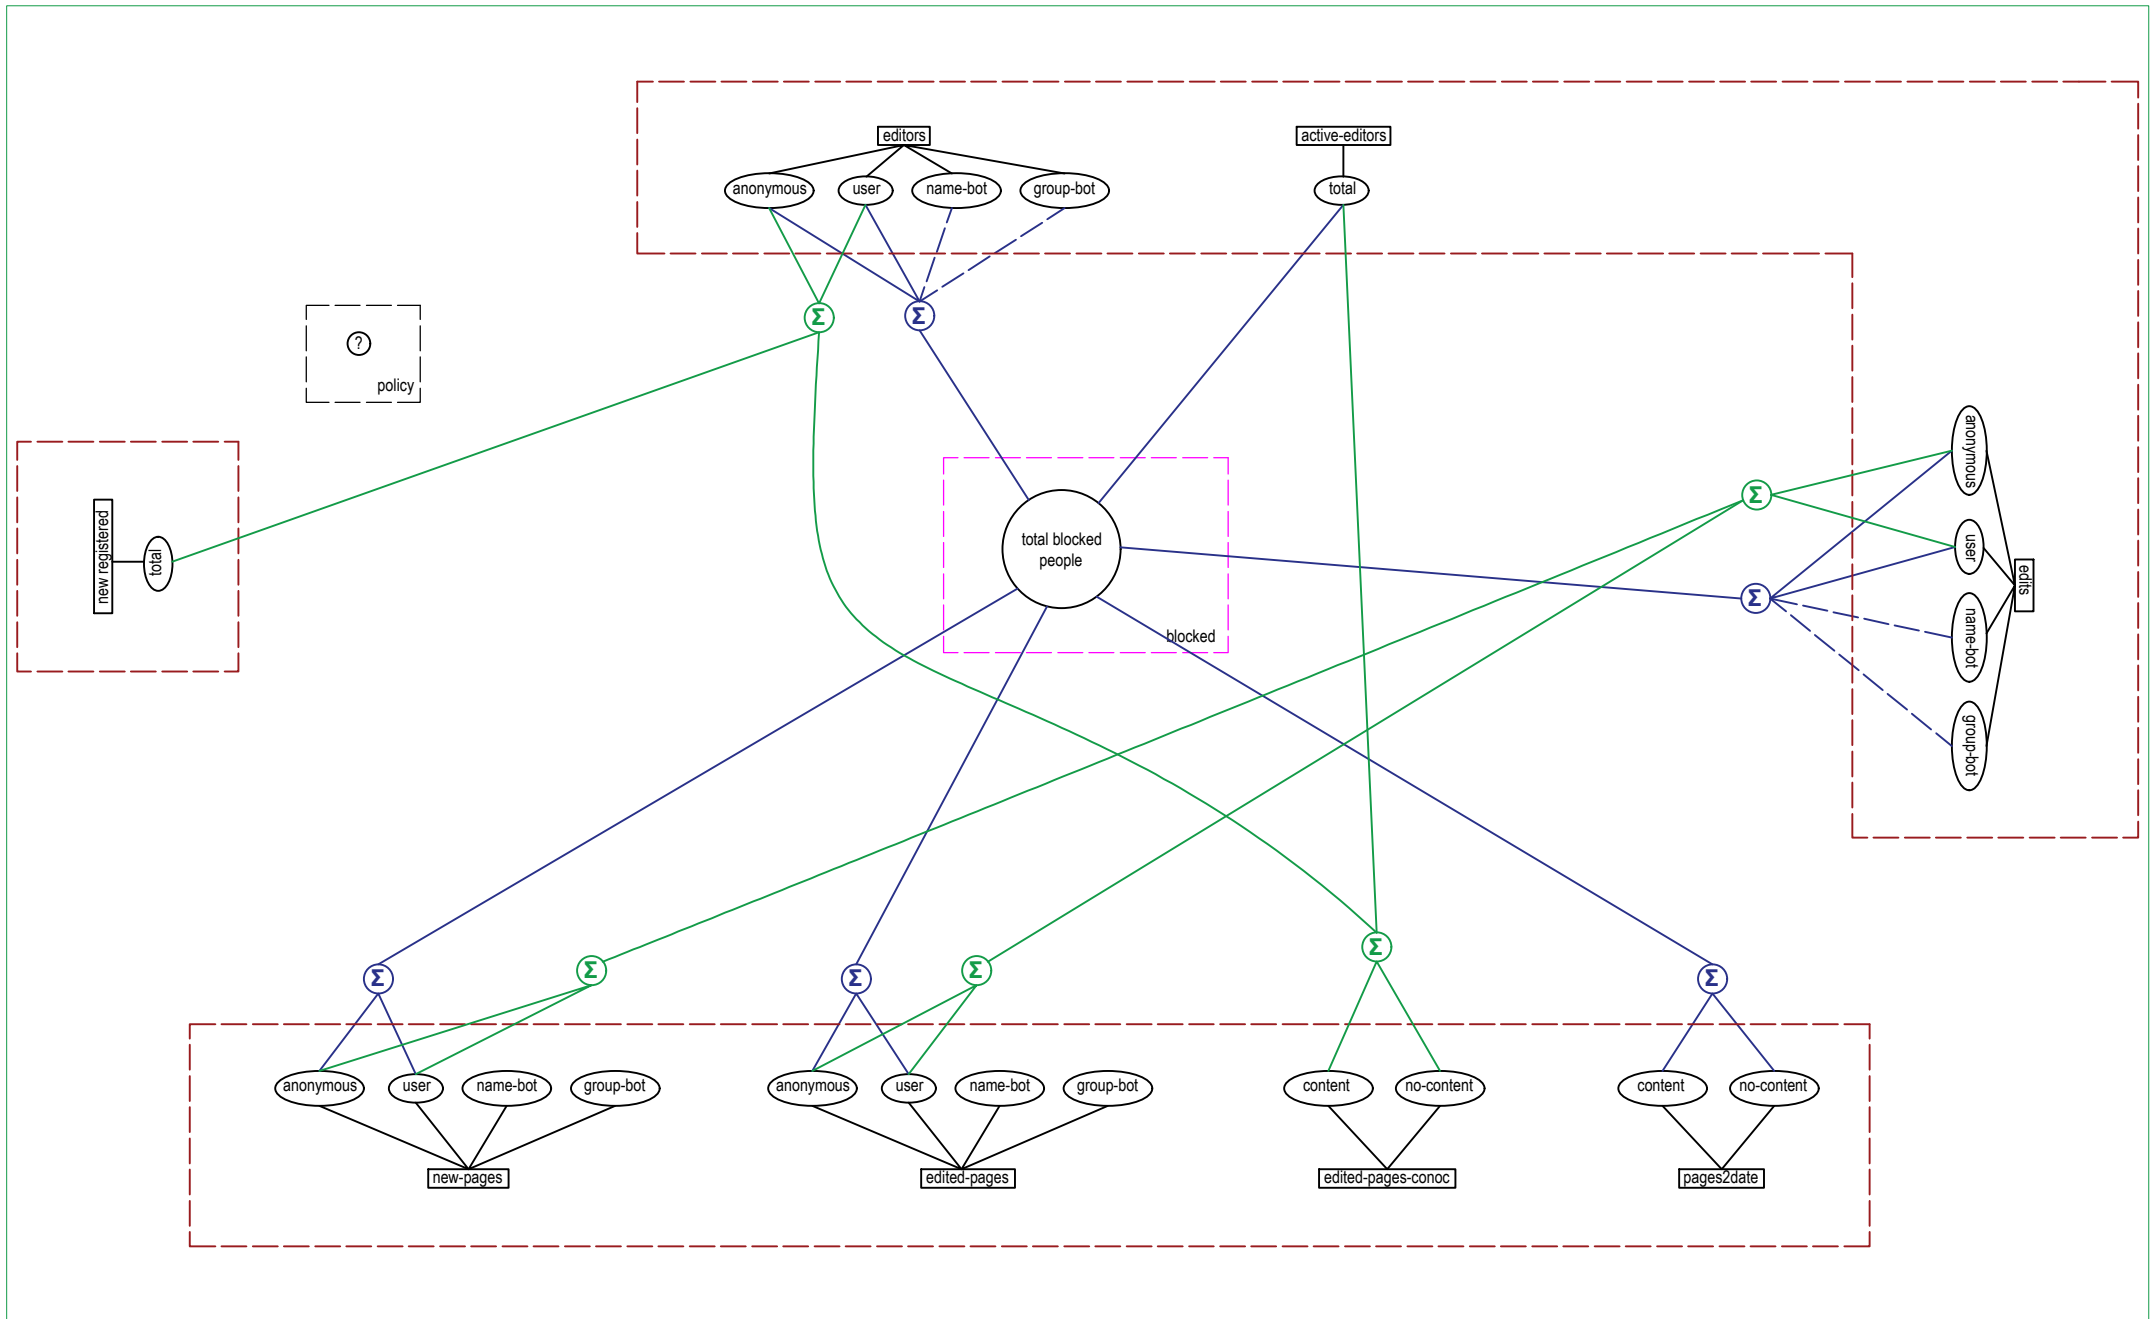 editors
active-editors
anonymous
user
name-bot
group-bot
total
Σ
Σ
?
policy
new registered
total
total blocked
people
blocked
Σ
Σ
anonymous
user
name-bot
group-bot
edits
Σ
Σ
Σ
Σ
Σ
Σ
anonymous
user
name-bot
group-bot
anonymous
user
name-bot
group-bot
content
no-content
content
no-content
new-pages
edited-pages
edited-pages-conoc
pages2date